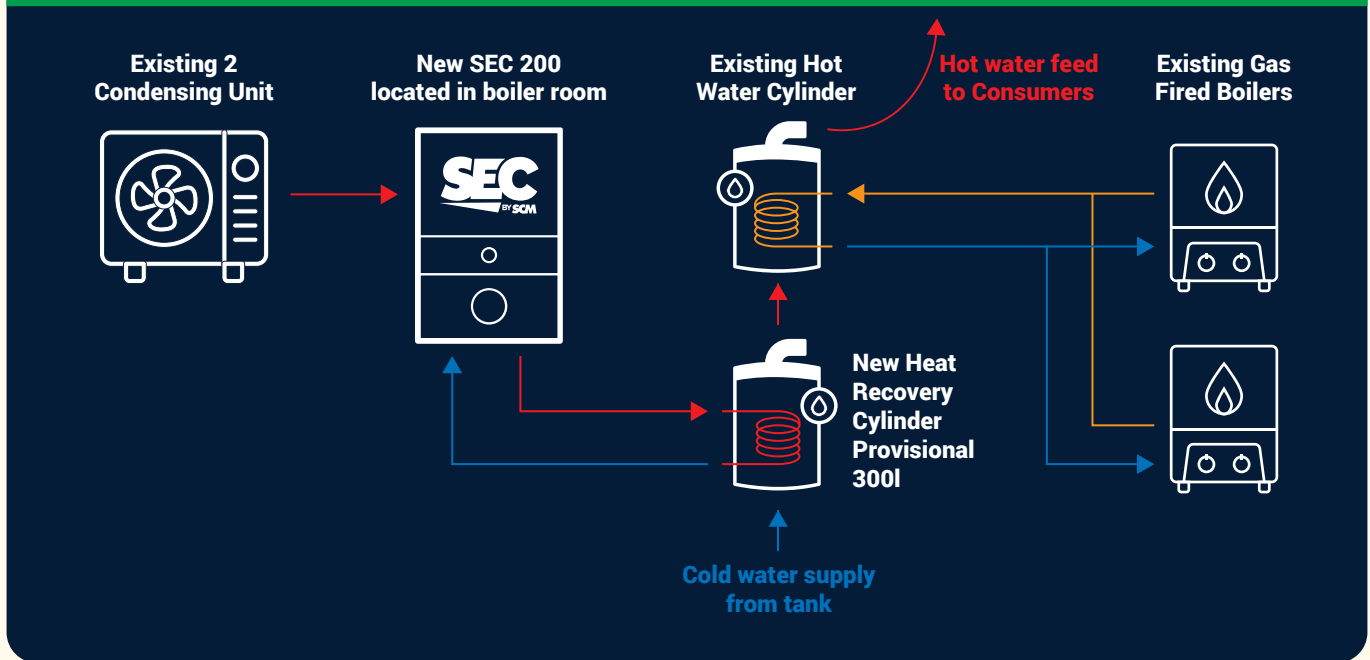 Existing 2
Condensing Unit
New SEC 200
located in boiler room
Existing Hot
Water Cylinder
Hot water feed
to Consumers
Existing Gas
Fired Boilers
SEC
BY SCM
New Heat
Recovery
Cylinder
Provisional
300l
Cold water supply
from tank